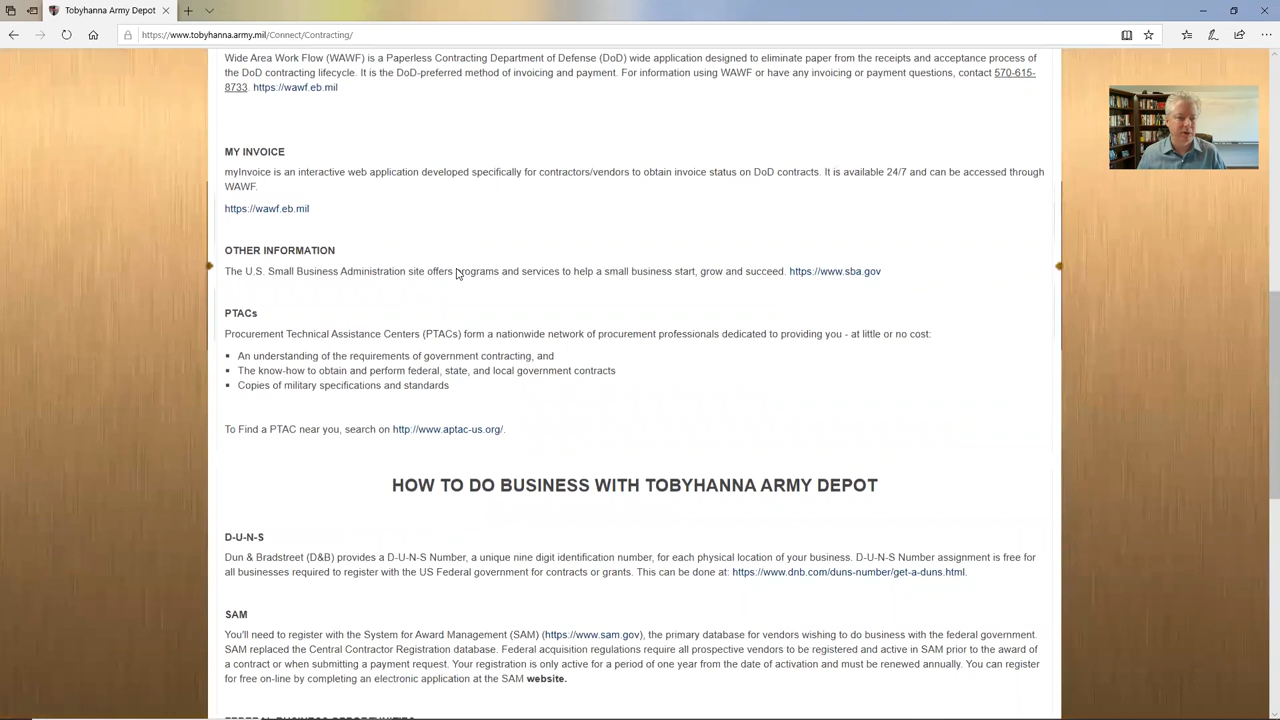 Tobyhanna Army Depot
https://www.tobyhanna.army.mil/Connect/Contracting/
Wide Area Work Flow (WAWF) is a Paperless Contracting Department of Defense (DoD) wide application designed to eliminate paper from the receipts and acceptance process of
the DoD contracting lifecycle. It is the DoD-preferred method of invoicing and payment. For information using WAWF or have any invoicing or payment questions, contact 570-615-
8733. https://wawf.eb.mil
MY INVOICE
myInvoice is an interactive web application developed specifically for contractors/vendors to obtain invoice status on DoD contracts. It is available 24/7 and can be accessed through
WAWF.
https://wawf.eb.mil
OTHER INFORMATION
The U.S. Small Business Administration site offers programs and services to help a small business start, grow and succeed. https://www.sba.gov
PTACs
Procurement Technical Assistance Centers (PTACs) form a nationwide network of procurement professionals dedicated to providing you - at little or no cost:
▪ An understanding of the requirements of government contracting, and
▪ The know-how to obtain and perform federal, state, and local government contracts
▪ Copies of military specifications and standards
To Find a PTAC near you, search on http://www.aptac-us.org/.
HOW TO DO BUSINESS WITH TOBYHANNA ARMY DEPOT
D-U-N-S
Dun & Bradstreet (D&B) provides a D-U-N-S Number, a unique nine digit identification number, for each physical location of your business. D-U-N-S Number assignment is free for
all businesses required to register with the US Federal government for contracts or grants. This can be done at: https://www.dnb.com/duns-number/get-a-duns.html.
SAM
You'll need to register with the System for Award Management (SAM) (https://www.sam.gov), the primary database for vendors wishing to do business with the federal government.
SAM replaced the Central Contractor Registration database. Federal acquisition regulations require all prospective vendors to be registered and active in SAM prior to the award of
a contract or when submitting a payment request. Your registration is only active for a period of one year from the date of activation and must be renewed annually. You can register
for free on-line by completing an electronic application at the SAM website.